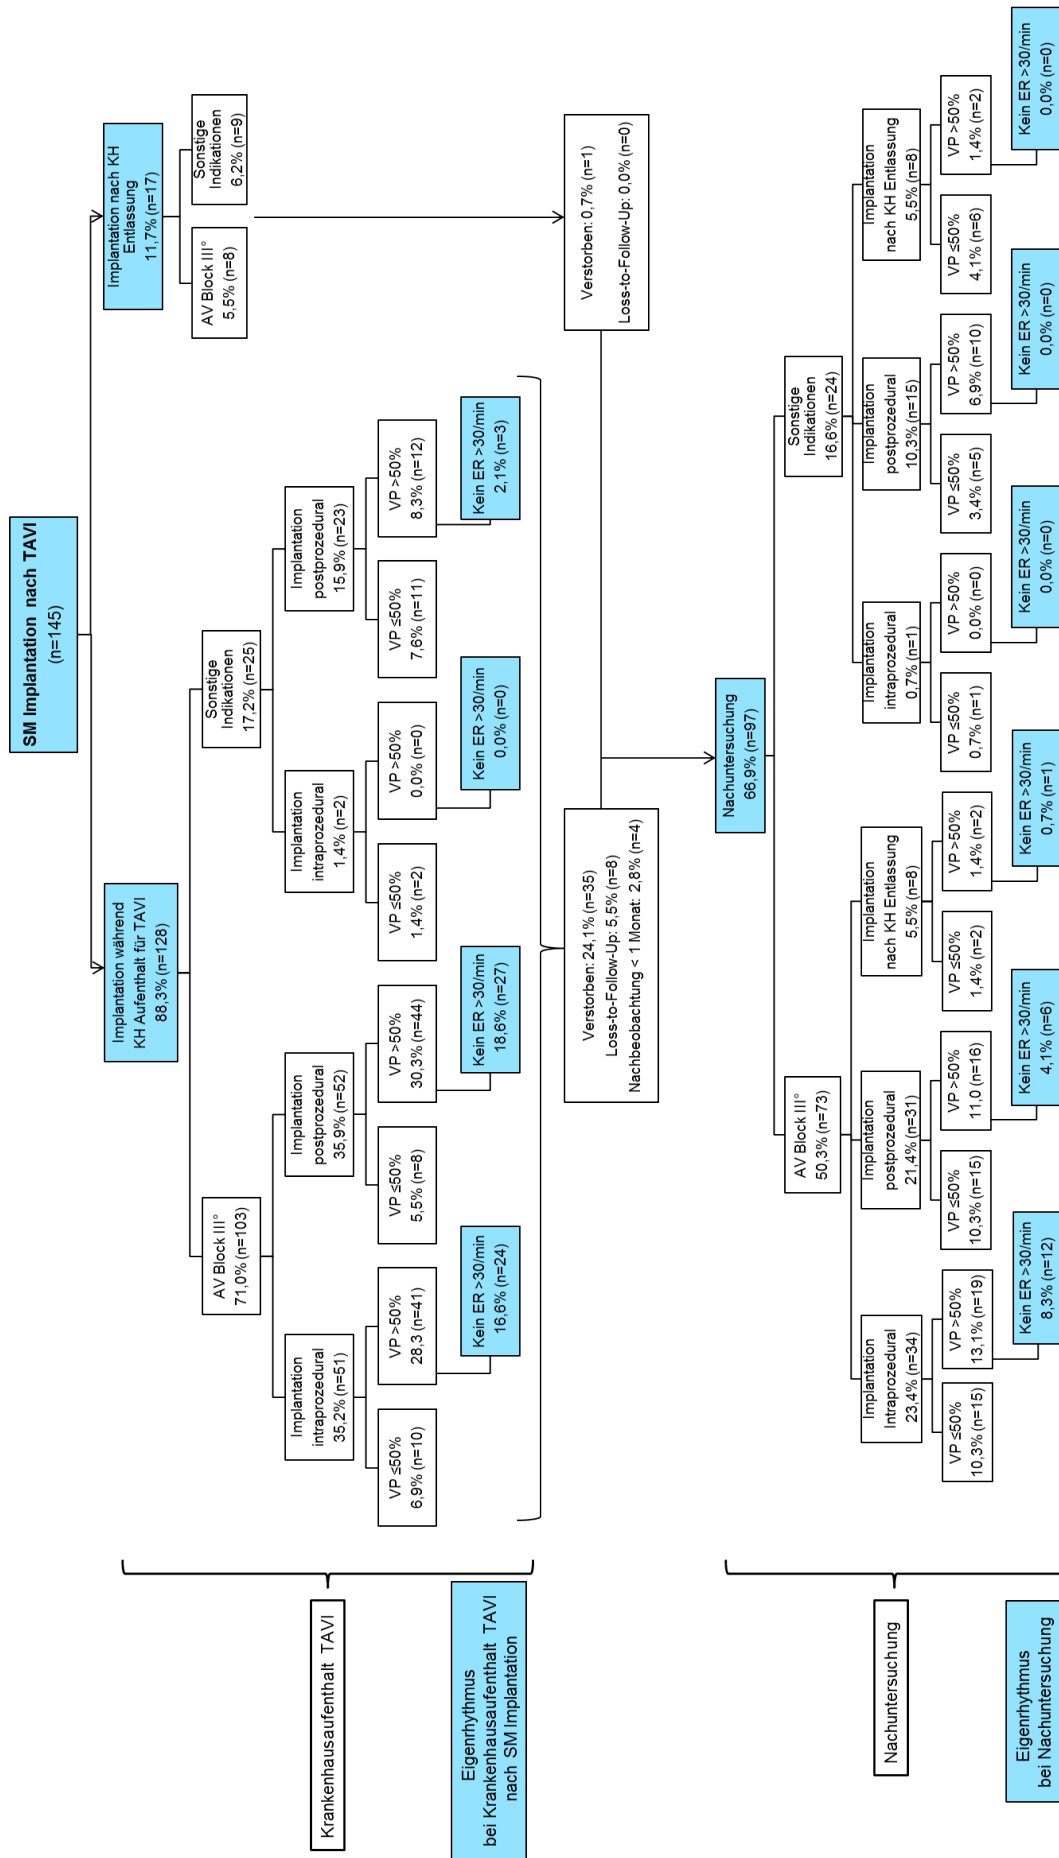 SM Implantation nach TAVI
(n=145)
Implantation während
KH Aufenthalt für TAVI
88,3% (n=128)
Implantation nach KH
Entlassung
11,7% (n=17)
AV Block III°
71,0% (n=103)
Sonstige
Indikationen
17,2% (n=25)
AV Block III°
5,5% (n=8)
Sonstige
Indikationen
6,2% (n=9)
Krankenhausaufenthalt TAVI
Implantation
intraprozedural
35,2% (n=51)
Implantation
postprozedural
35,9% (n=52)
Implantation
intraprozedural
1,4% (n=2)
Implantation
postprozedural
15,9% (n=23)
VP ≤50%
6,9% (n=10)
VP >50%
28,3 (n=41)
VP ≤50%
5,5% (n=8)
VP >50%
30,3% (n=44)
VP ≤50%
1,4% (n=2)
VP >50%
0,0% (n=0)
VP ≤50%
7,6% (n=11)
VP >50%
8,3% (n=12)
Eigenrhythmus
bei Krankenhausaufenthalt TAVI
nach SM Implantation
Kein ER >30/min
16,6% (n=24)
Kein ER >30/min
18,6% (n=27)
Kein ER >30/min
0,0% (n=0)
Kein ER >30/min
2,1% (n=3)
Verstorben: 24,1% (n=35)
Loss-to-Follow-Up: 5,5% (n=8)
Nachbeobachtung < 1 Monat: 2,8% (n=4)
Verstorben: 0,7% (n=1)
Loss-to-Follow-Up: 0,0% (n=0)
Nachuntersuchung
66,9% (n=97)
AV Block III°
50,3% (n=73)
Sonstige
Indikationen
16,6% (n=24)
Nachuntersuchung
Implantation
Intraprozedural
23,4% (n=34)
Implantation
postprozedural
21,4% (n=31)
Implantation
nach KH Entlassung
5,5% (n=8)
Implantation
intraprozedural
0,7% (n=1)
Implantation
postprozedural
10,3% (n=15)
Implantation
nach KH Entlassung
5,5% (n=8)
VP ≤50%
10,3% (n=15)
VP >50%
13,1% (n=19)
VP ≤50%
10,3% (n=15)
VP >50%
11,0 (n=16)
VP ≤50%
1,4% (n=2)
VP >50%
1,4% (n=2)
VP ≤50%
0,7% (n=1)
VP >50%
0,0% (n=0)
VP ≤50%
3,4% (n=5)
VP >50%
6,9% (n=10)
VP ≤50%
4,1% (n=6)
VP >50%
1,4% (n=2)
Eigenrhythmus
bei Nachuntersuchung
Kein ER >30/min
8,3% (n=12)
Kein ER >30/min
4,1% (n=6)
Kein ER >30/min
0,7% (n=1)
Kein ER >30/min
0,0% (n=0)
Kein ER >30/min
0,0% (n=0)
Kein ER >30/min
0,0% (n=0)